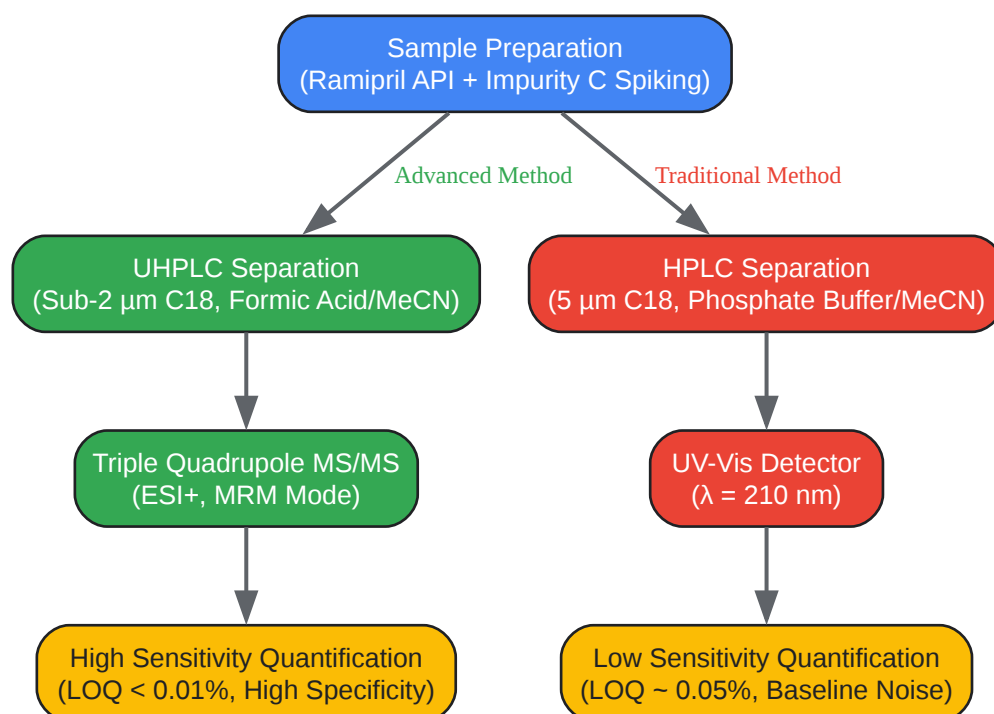 Sample Preparation
(Ramipril API + Impurity C Spiking)
Advanced Method
Traditional Method
UHPLC Separation
(Sub-2 µm C18, Formic Acid/MeCN)
HPLC Separation
(5 µm C18, Phosphate Buffer/MeCN)
Triple Quadrupole MS/MS
(ESI+, MRM Mode)
UV-Vis Detector
(λ = 210 nm)
High Sensitivity Quantification
(LOQ < 0.01%, High Specificity)
Low Sensitivity Quantification
(LOQ ~ 0.05%, Baseline Noise)